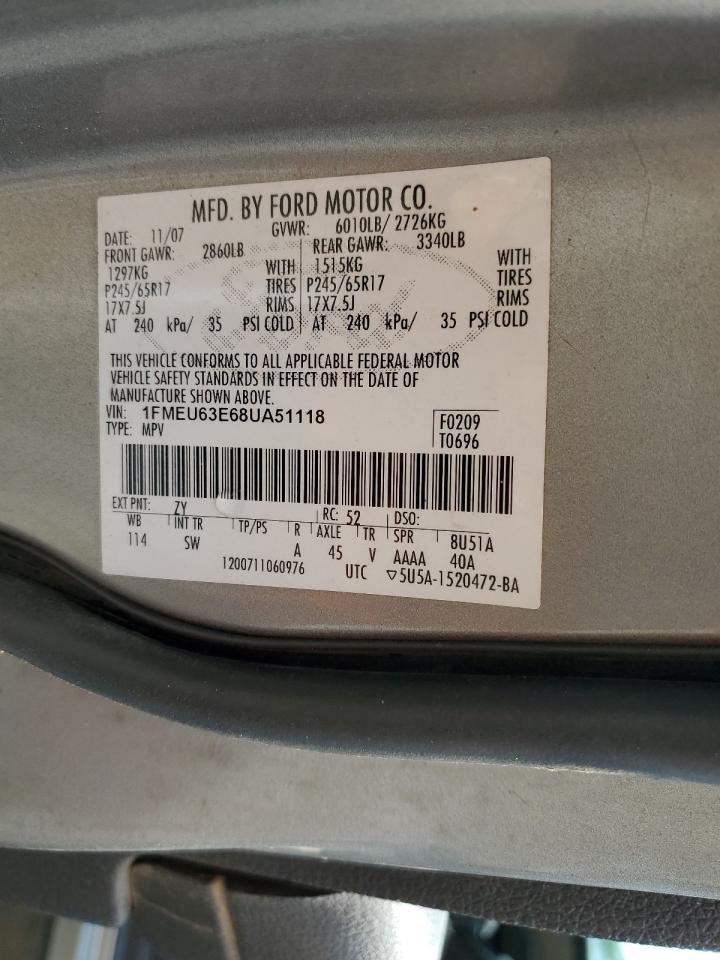 MFD. BY FORD MOTOR CO.
DATE: 11/07 GVWR: 6010LB/ 2726KG
FRONT GAWR: 2860LB REAR GAWR: 3340LB
1297KG WITH 1515KG WITH
P245/65R17 TIRES P245/65R17 TIRES
17X7.5J RIMS 17X7.5J RIMS
AT 240 kPa/ 35 PSI COLD AT 240 kPa/ 35 PSI COLD
THIS VEHICLE CONFORMS TO ALL APPLICABLE FEDERAL MOTOR
VEHICLE SAFETY STANDARDS IN EFFECT ON THE DATE OF
MANUFACTURE SHOWN ABOVE.
VIN: 1FMEU63E68UA51118 F0209
TYPE: MPV T0696
EXT PNT: ZY RC: 52 DSO:
WB INT TR TP/PS R AXLE TR SPR 8U51A
114 SW A 45 V AAAA 40A
1200711060976 UTC ▽5U5A-1520472-BA